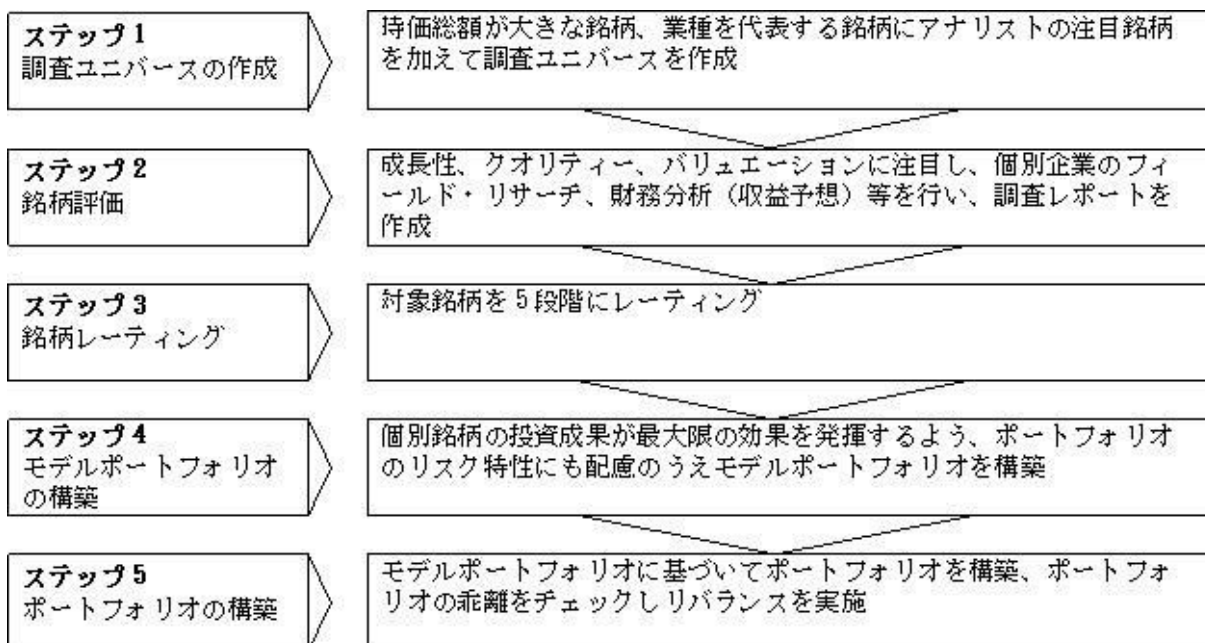 ステップ1
調査ユニバースの作成
時価総額が大きな銘柄、業種を代表する銘柄にアナリストの注目銘柄
を加えて調査ユニバースを作成
ステップ2
銘柄評価
成長性、クオリティー、バリュエーションに注目し、個別企業のフィ
ールド・リサーチ、財務分析（収益予想）等を行い、調査レポートを
作成
ステップ3
銘柄レーティング
対象銘柄を5段階にレーティング
ステップ4
モデルポートフォリオ
の構築
個別銘柄の投資成果が最大限の効果を発揮するよう、ポートフォリオ
のリスク特性にも配慮のうえモデルポートフォリオを構築
ステップ5
ポートフォリオの構築
モデルポートフォリオに基づいてポートフォリオを構築、ポートフォ
リオの乖離をチェックしリバランスを実施